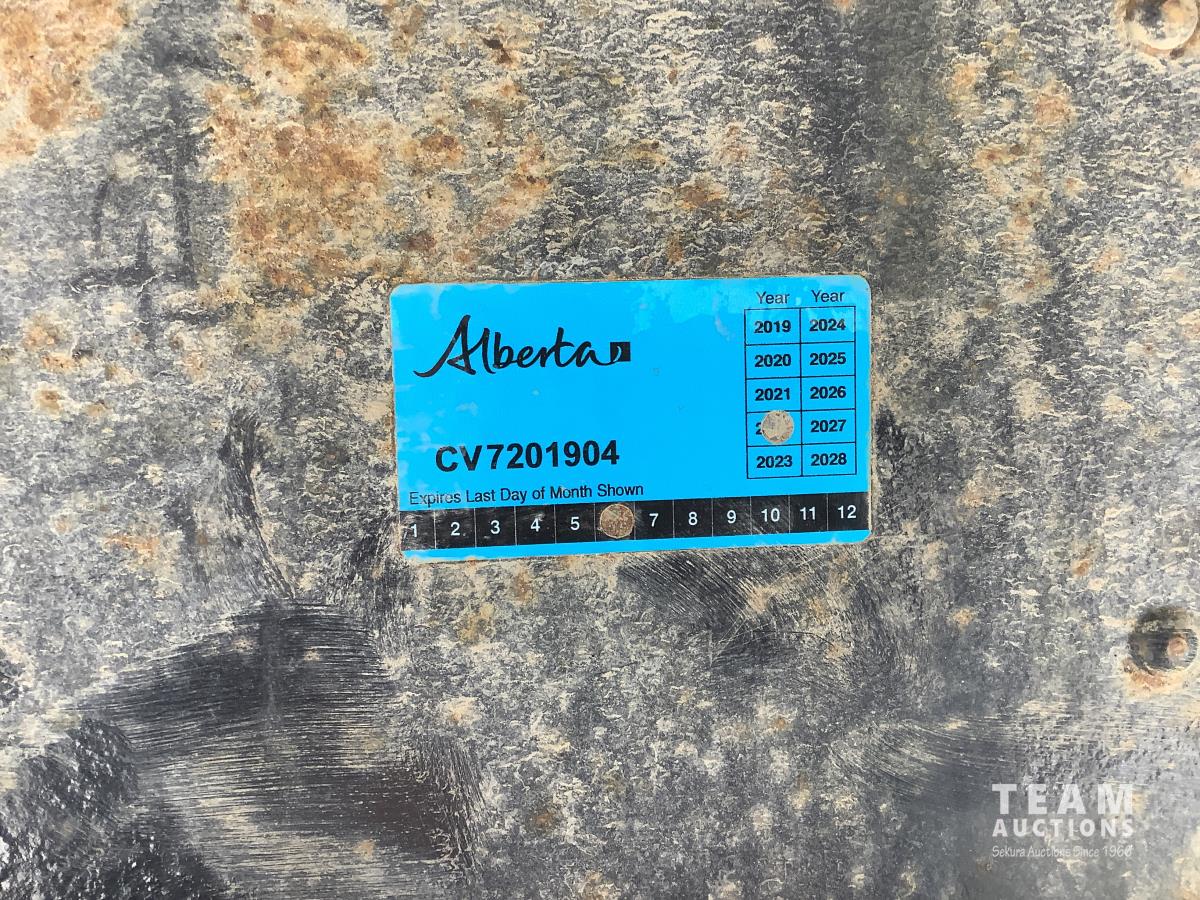 Year Year
2019 2024
2020 2025
2021 2026
2027
2023 2028
Alberta
CV7201904
Expires Last Day of Month Shown
1 2 3 4 5 7 8 9 10 11 12
TEAM
AUCTIONS
Sekura Auctions Since 1966